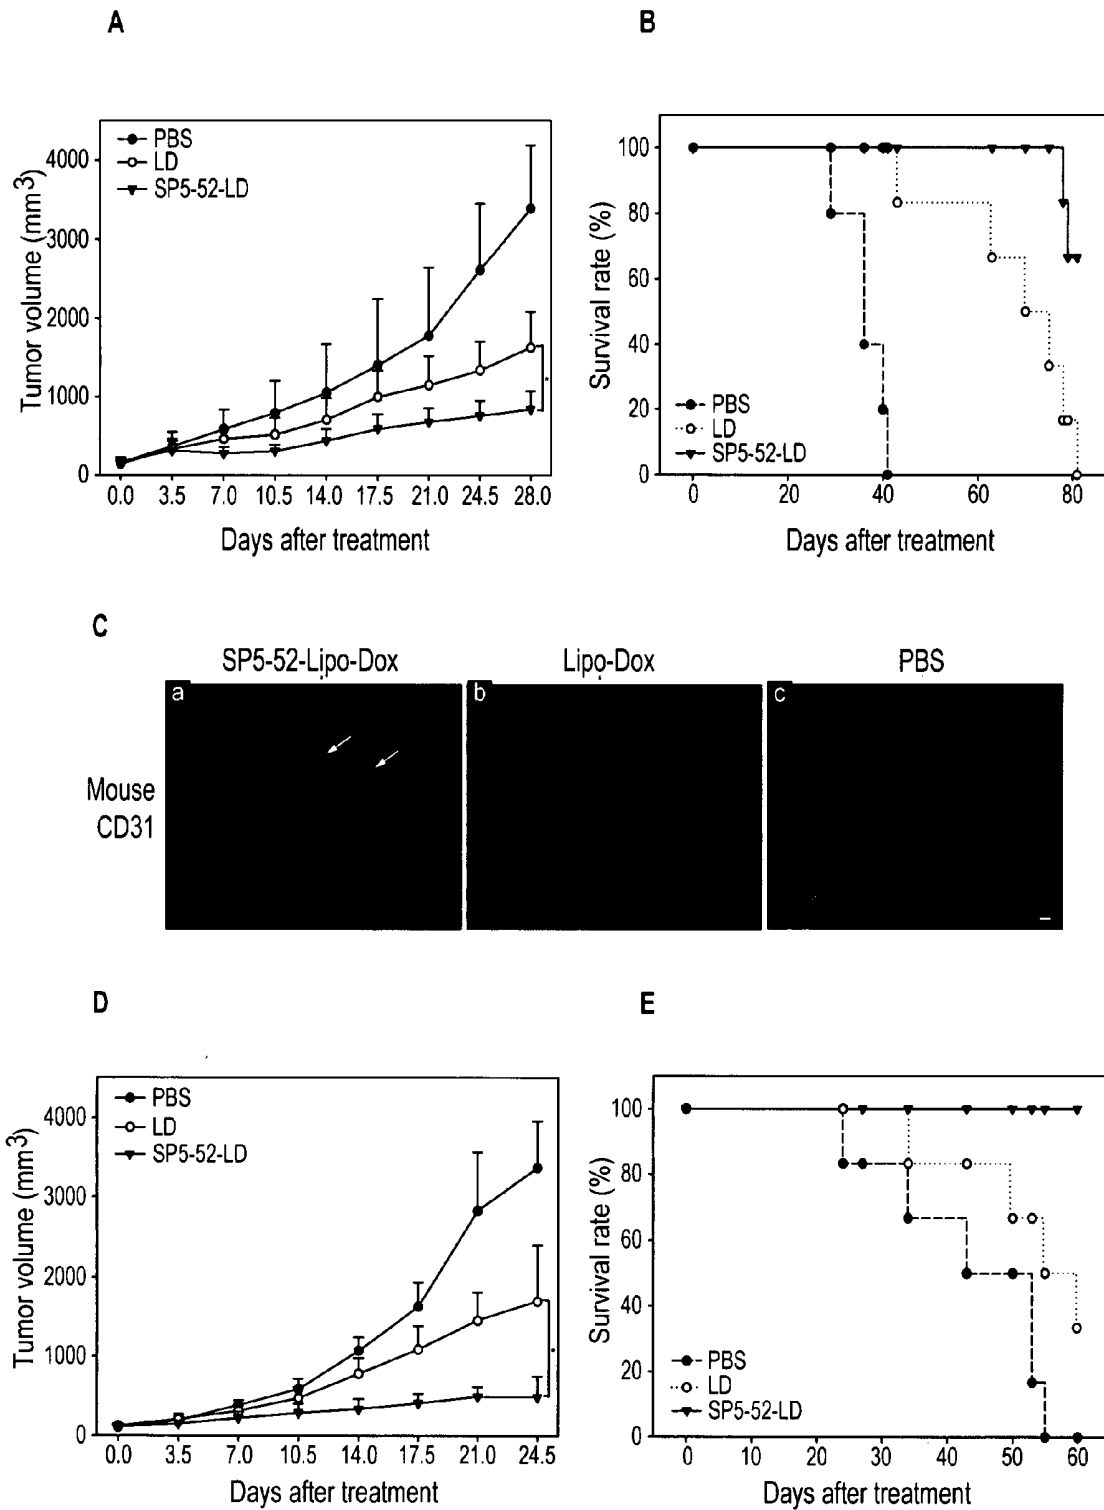 A
B
PBS
LD
SP5-52-LD
Tumor volume (mm3)
4000
3000
2000
1000
0
0.0 3.5 7.0 10.5 14.0 17.5 21.0 24.5 28.0
Days after treatment
Survival rate (%)
100
80
60
40
20
0
PBS
LD
SP5-52-LD
0 20 40 60 80
Days after treatment
C
SP5-52-Lipo-Dox Lipo-Dox PBS
a b c
Mouse
CD31
D
E
PBS
LD
SP5-52-LD
Tumor volume (mm3)
4000
3000
2000
1000
0
0.0 3.5 7.0 10.5 14.0 17.5 21.0 24.5
Days after treatment
Survival rate (%)
100
80
60
40
20
0
PBS
LD
SP5-52-LD
0 10 20 30 40 50 60
Days after treatment